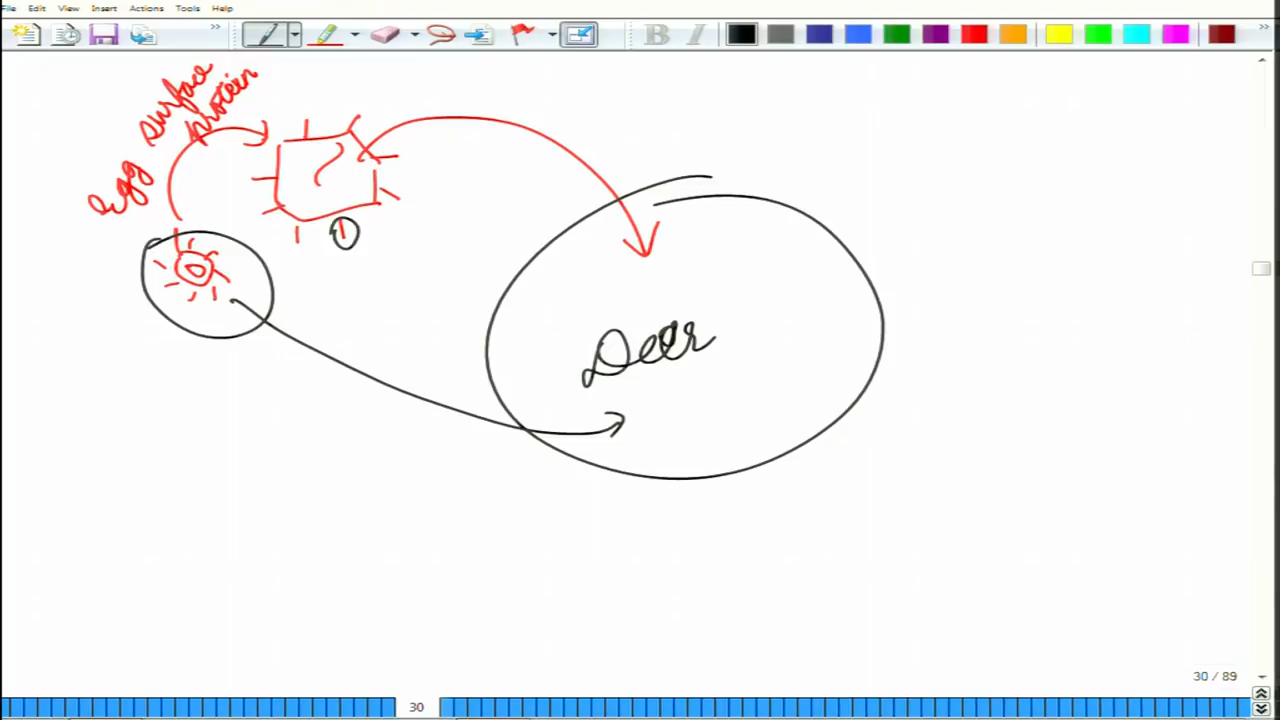 File Edit View Insert Actions Tools Help
B I
Egg surface
protein
?
1
Deer
30 / 89
30